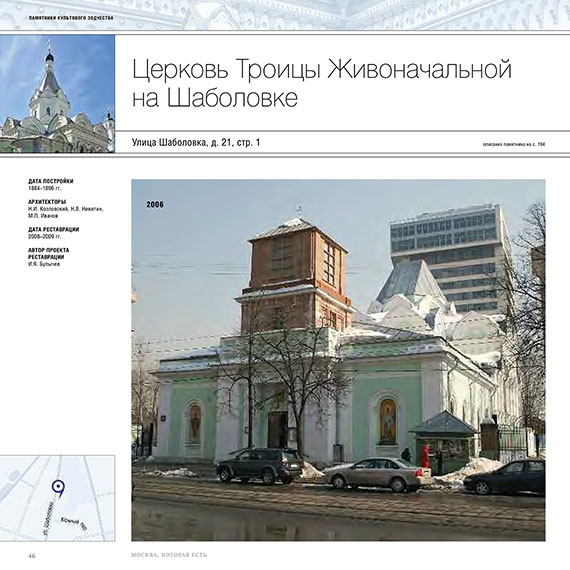 ПАМЯТНИКИ КУЛЬТОВОГО ЗОДЧЕСТВА
Церковь Троицы Живоначальной
на Шаболовке
Улица Шаболовка, д. 21, стр. 1
описание памятника на с. 194
ДАТА ПОСТРОЙКИ
1884–1896 гг.
АРХИТЕКТОРЫ
Н.И. Козловский, Н.В. Никитин,
М.П. Иванов
ДАТА РЕСТАВРАЦИИ
2008–2009 гг.
АВТОР ПРОЕКТА
РЕСТАВРАЦИИ
И.Я. Булычев
2006
ул. Шаболовка
Конный пер.
46
МОСКВА, КОТОРАЯ ЕСТЬ